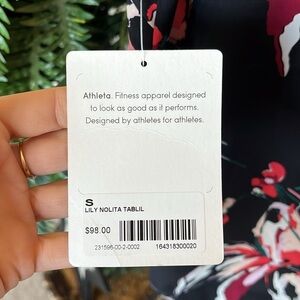 Athleta. Fitness apparel designed
to look as good as it performs.
Designed by athletes for athletes.
S
LILY NOLITA TABLIL
$98.00
231596-00-2-0002
164318300020